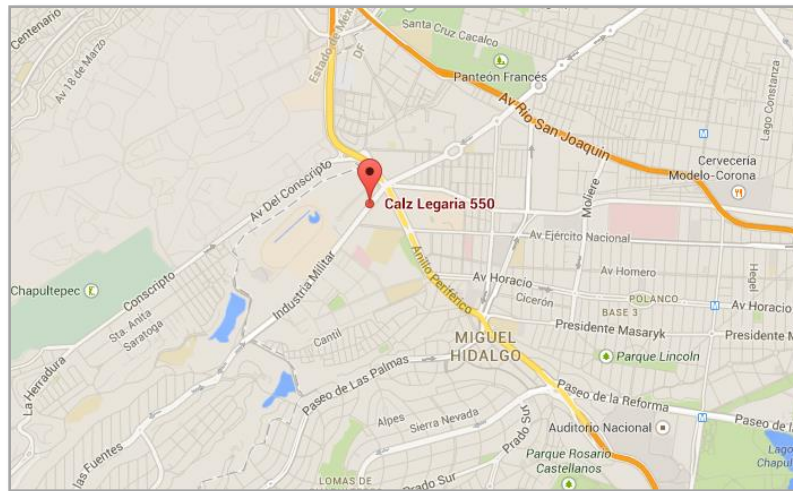 Centenario
Av 18 de Marzo
Estado de Méxi
DF
Santa Cruz Cacalco
Panteón Francés
Av Río San Joaquin
Lago Constanza
M
Cervecería
Modelo-Corona
Av Del Conscripto
Calz Legaria 550
Moliere
Av Ejército Nacional
Chapultepec
Conscripto
Sta. Anita
Saratoga
Industria Militar
Anillo Periférico
Av Horacio
Av Homero
Hegel
Cicerón
POLANCO
M
Av Horacio
BASE 3
Presidente Masaryk
Presidente M
Cantil
MIGUEL
HIDALGO
Parque Lincoln
La Herradura
Paseo de Las Palmas
Paseo de la Reforma
M
Paseo de
Alpes
Sierra Nevada
Prado Sur
Auditorio Nacional
Lago
Chapul
as Fuentes
Parque Rosario
Castellanos
LOMAS DE
Prado Sur